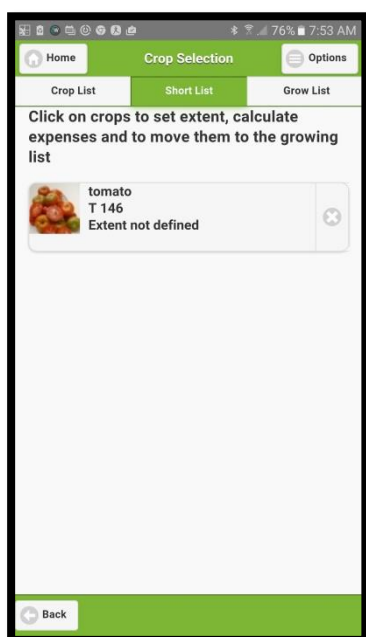 76% 7:53 AM
Home Crop Selection Options
Crop List Short List Grow List
Click on crops to set extent, calculate
expenses and to move them to the growing
list
tomato
T 146
Extent not defined
Back